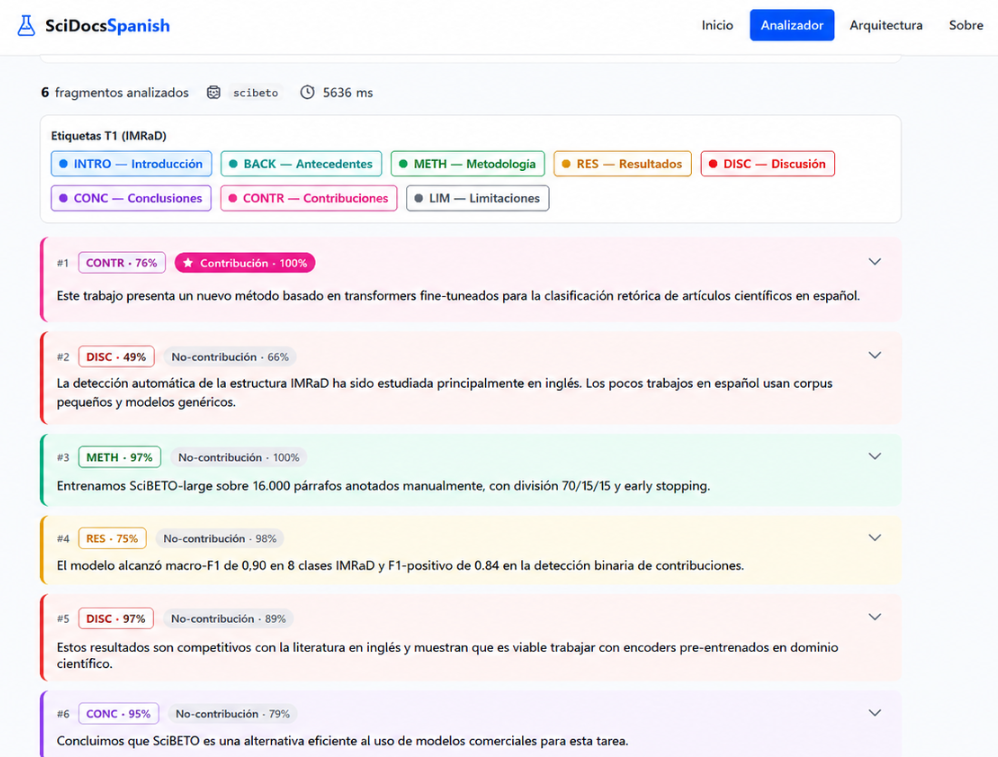 SciDocsSpanish
Inicio Analizador Arquitectura Sobre
6 fragmentos analizados scibeto 5636 ms
Etiquetas T1 (IMRaD)
INTRO — Introducción BACK — Antecedentes METH — Metodología RES — Resultados DISC — Discusión
CONC — Conclusiones CONTR — Contribuciones LIM — Limitaciones
#1 CONTR · 76% Contribución · 100%
Este trabajo presenta un nuevo método basado en transformers fine-tuneados para la clasificación retórica de artículos científicos en español.
#2 DISC · 49% No-contribución · 66%
La detección automática de la estructura IMRaD ha sido estudiada principalmente en inglés. Los pocos trabajos en español usan corpus
pequeños y modelos genéricos.
#3 METH · 97% No-contribución · 100%
Entrenamos SciBETO-large sobre 16.000 párrafos anotados manualmente, con división 70/15/15 y early stopping.
#4 RES · 75% No-contribución · 98%
El modelo alcanzó macro-F1 de 0,90 en 8 clases IMRaD y F1-positivo de 0.84 en la detección binaria de contribuciones.
#5 DISC · 97% No-contribución · 89%
Estos resultados son competitivos con la literatura en inglés y muestran que es viable trabajar con encoders pre-entrenados en dominio
científico.
#6 CONC · 95% No-contribución · 79%
Concluimos que SciBETO es una alternativa eficiente al uso de modelos comerciales para esta tarea.